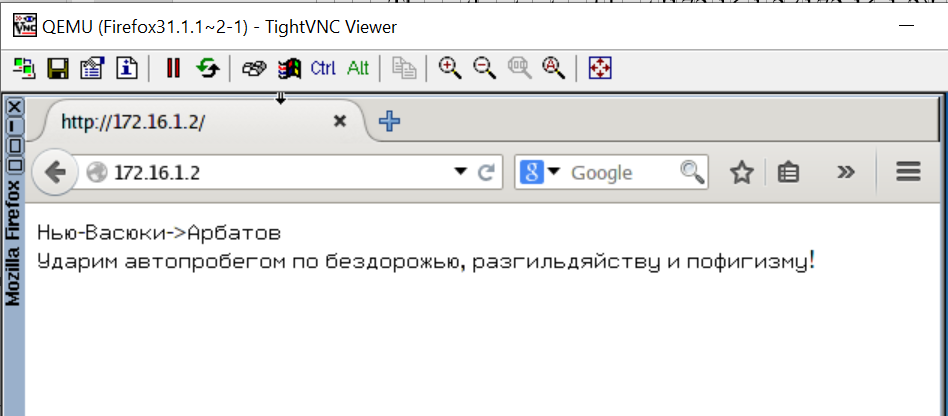 QEMU (Firefox31.1.1~2-1) - TightVNC Viewer
Ctrl Alt
http://172.16.1.2/
172.16.1.2
Google
Mozilla Firefox
Нью-Васюки->Арбатов
Ударим автопробегом по бездорожью, разгильдяйству и пофигизму!